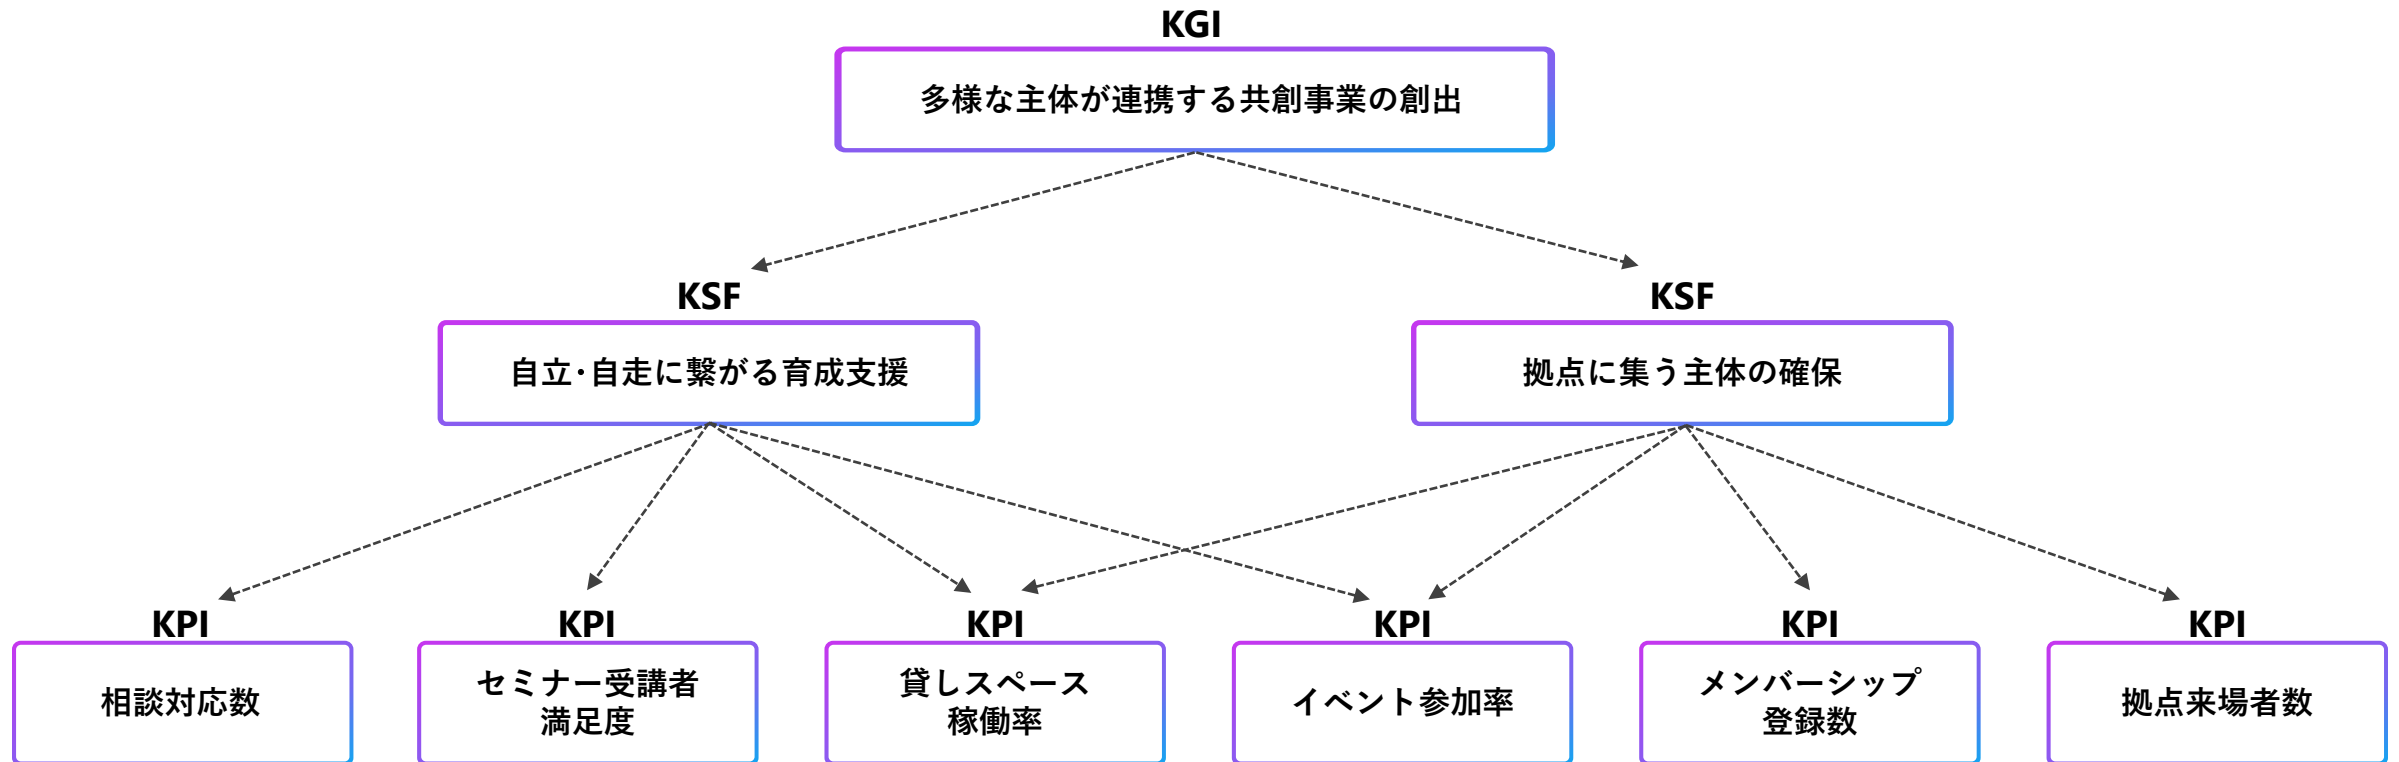 KGI
多様な主体が連携する共創事業の創出
KSF
自立・自走に繋がる育成支援
KSF
拠点に集う主体の確保
KPI
相談対応数
KPI
セミナー受講者
満足度
KPI
貸しスペース
稼働率
KPI
イベント参加率
KPI
メンバーシップ
登録数
KPI
拠点来場者数